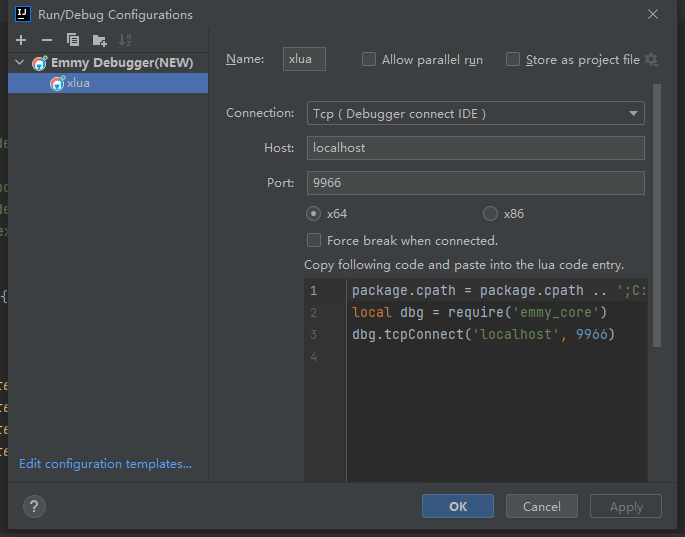 Run/Debug Configurations
Emmy Debugger(NEW)
xlua
Name: xlua Allow parallel run Store as project file
Connection: Tcp ( Debugger connect IDE )
Host: localhost
Port: 9966
x64 x86
Force break when connected.
Copy following code and paste into the lua code entry.
1 package.cpath = package.cpath .. ';C:
2 local dbg = require('emmy_core')
3 dbg.tcpConnect('localhost', 9966)
4
Edit configuration templates...
? OK Cancel Apply